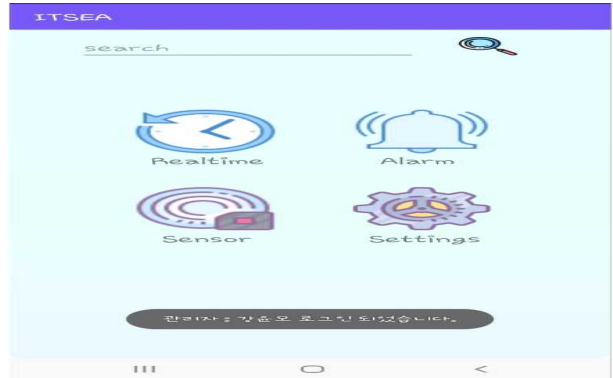 ITSEA
search
Realtime
Alarm
Sensor
Settings
관리자 : 강윤모 로그인 되었습니다.